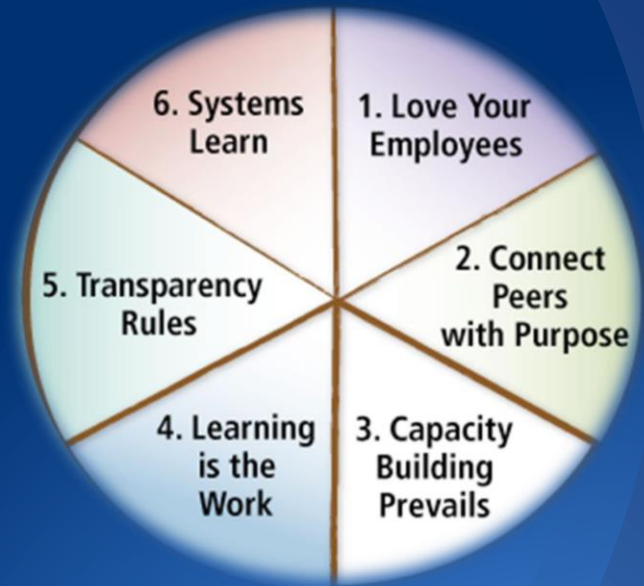 1. Love Your
Employees
2. Connect
Peers
with Purpose
3. Capacity
Building
Prevails
4. Learning
is the
Work
5. Transparency
Rules
6. Systems
Learn